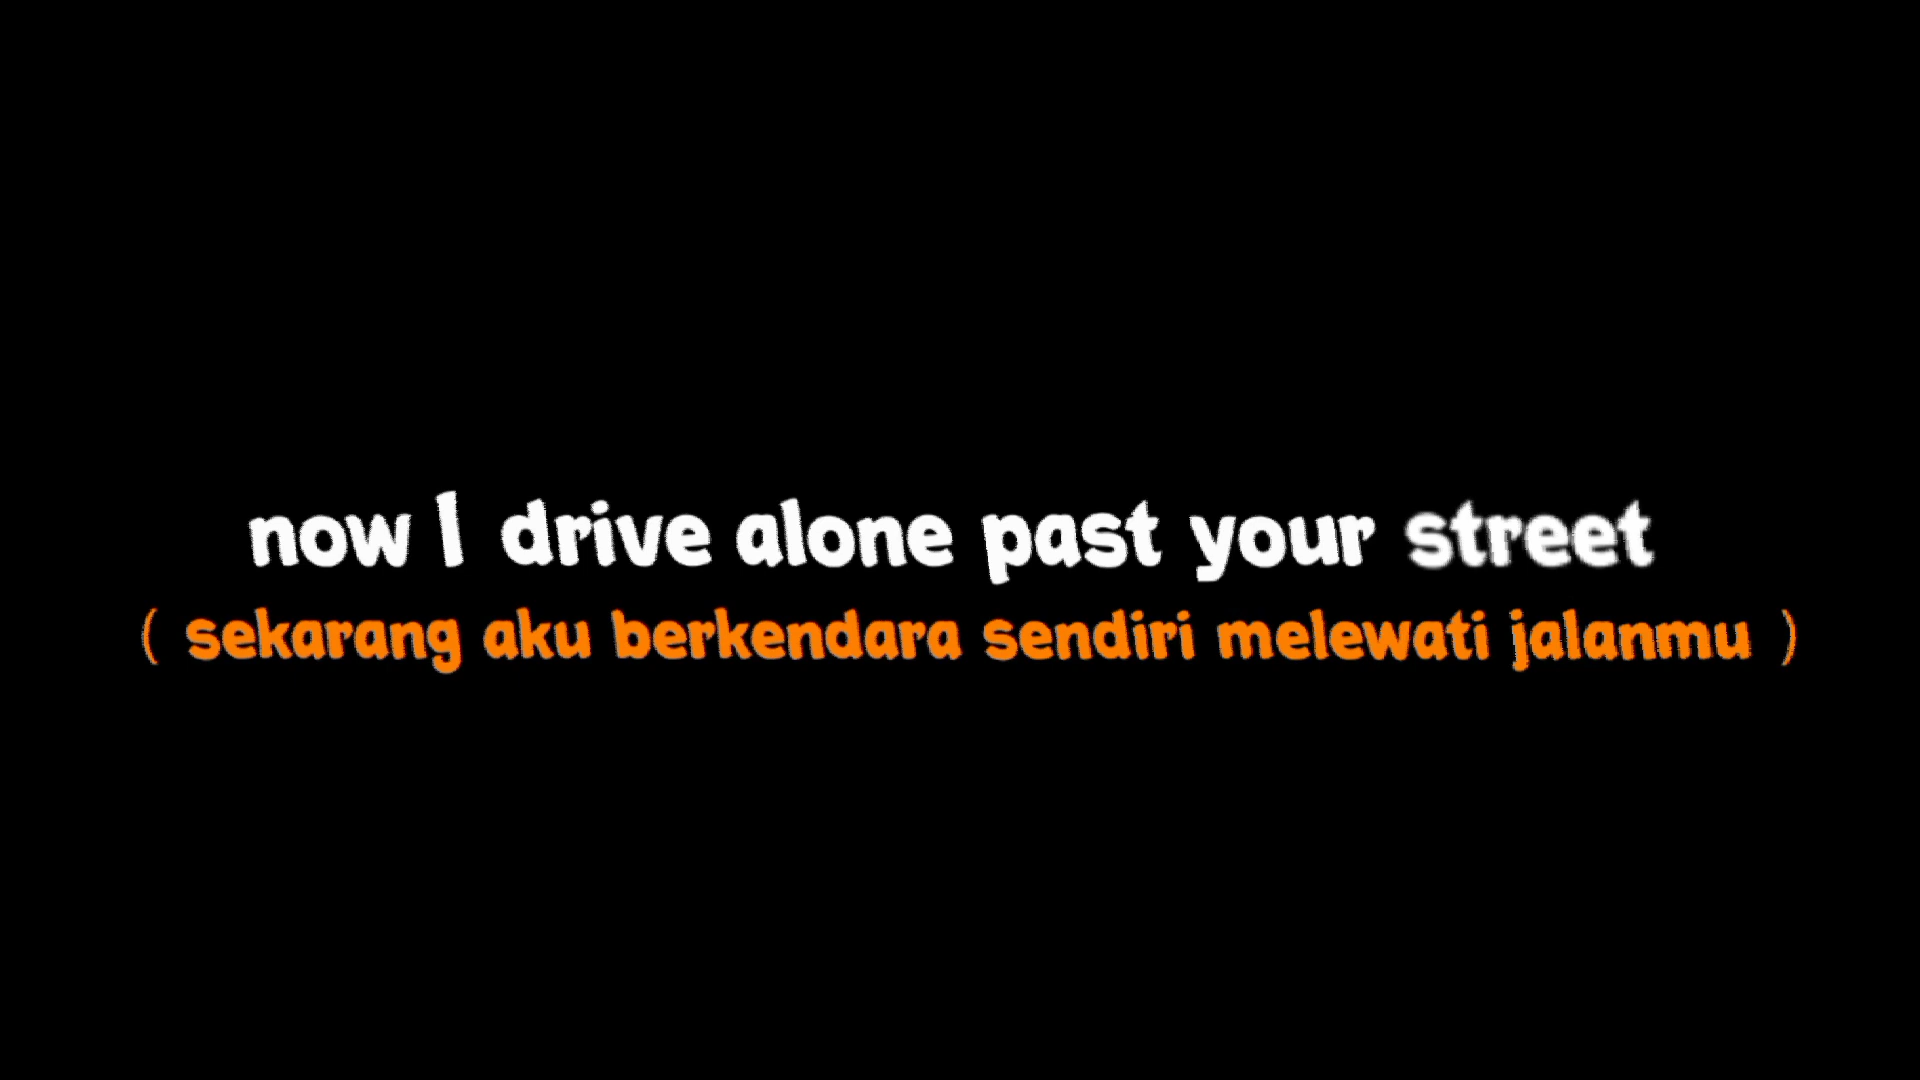 now I drive alone past your street
( sekarang aku berkendara sendiri melewati jalanmu )